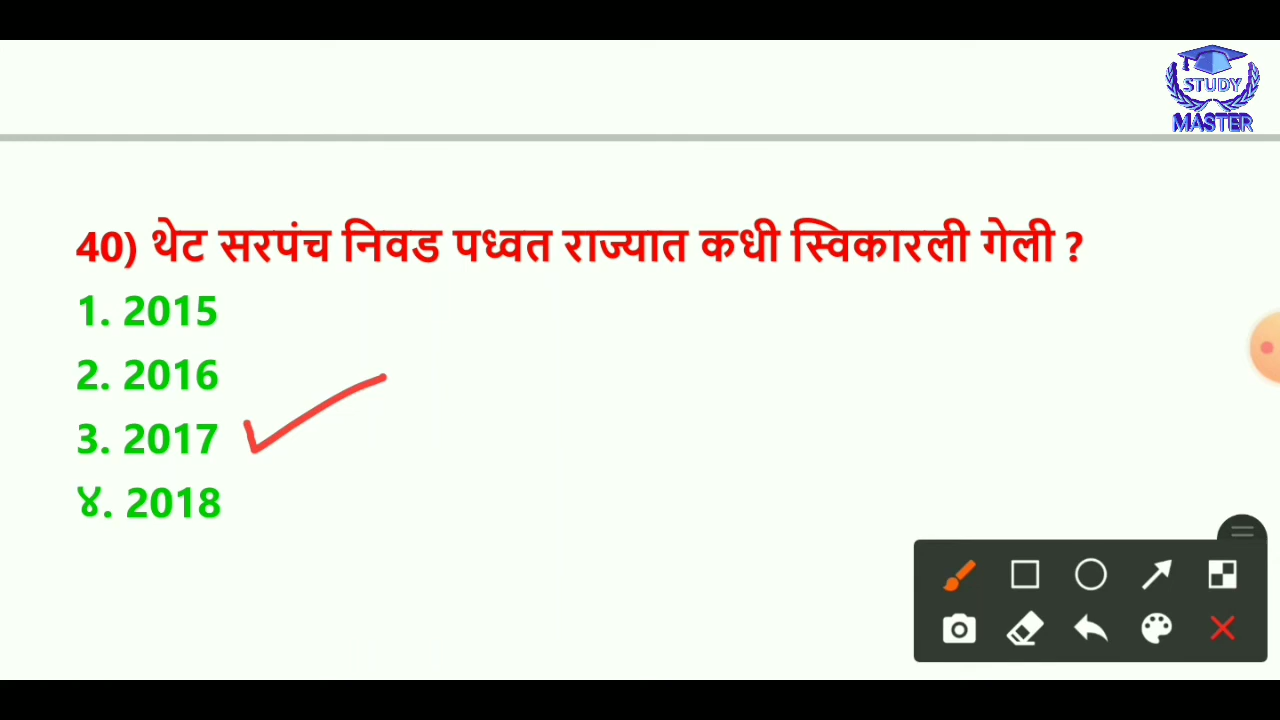 STUDY
MASTER
40) थेट सरपंच निवड पध्वत राज्यात कधी स्विकारली गेली ?
1. 2015
2. 2016
3. 2017
४. 2018